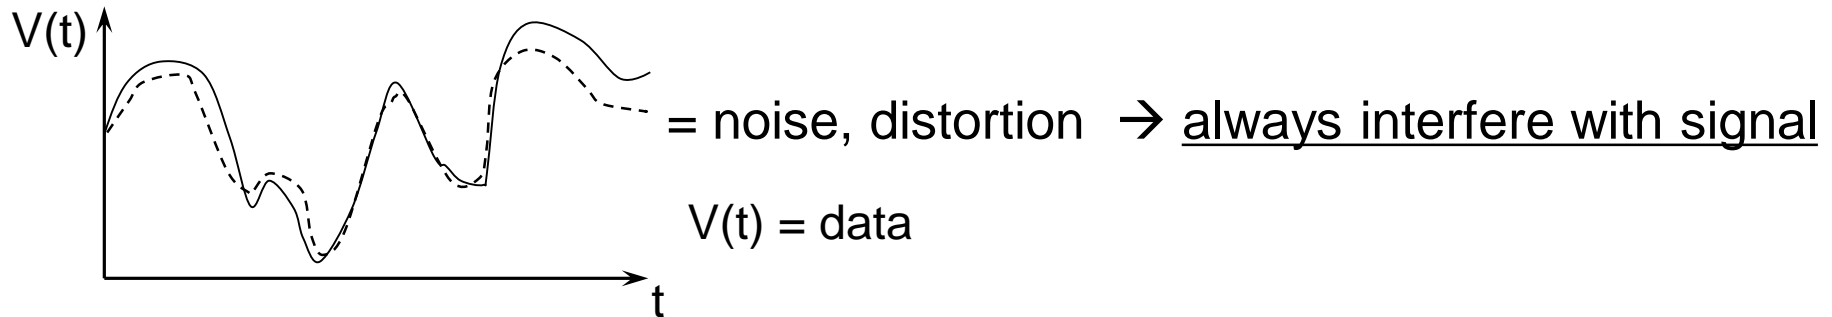 V(t)
= noise, distortion → always interfere with signal
V(t) = data
t